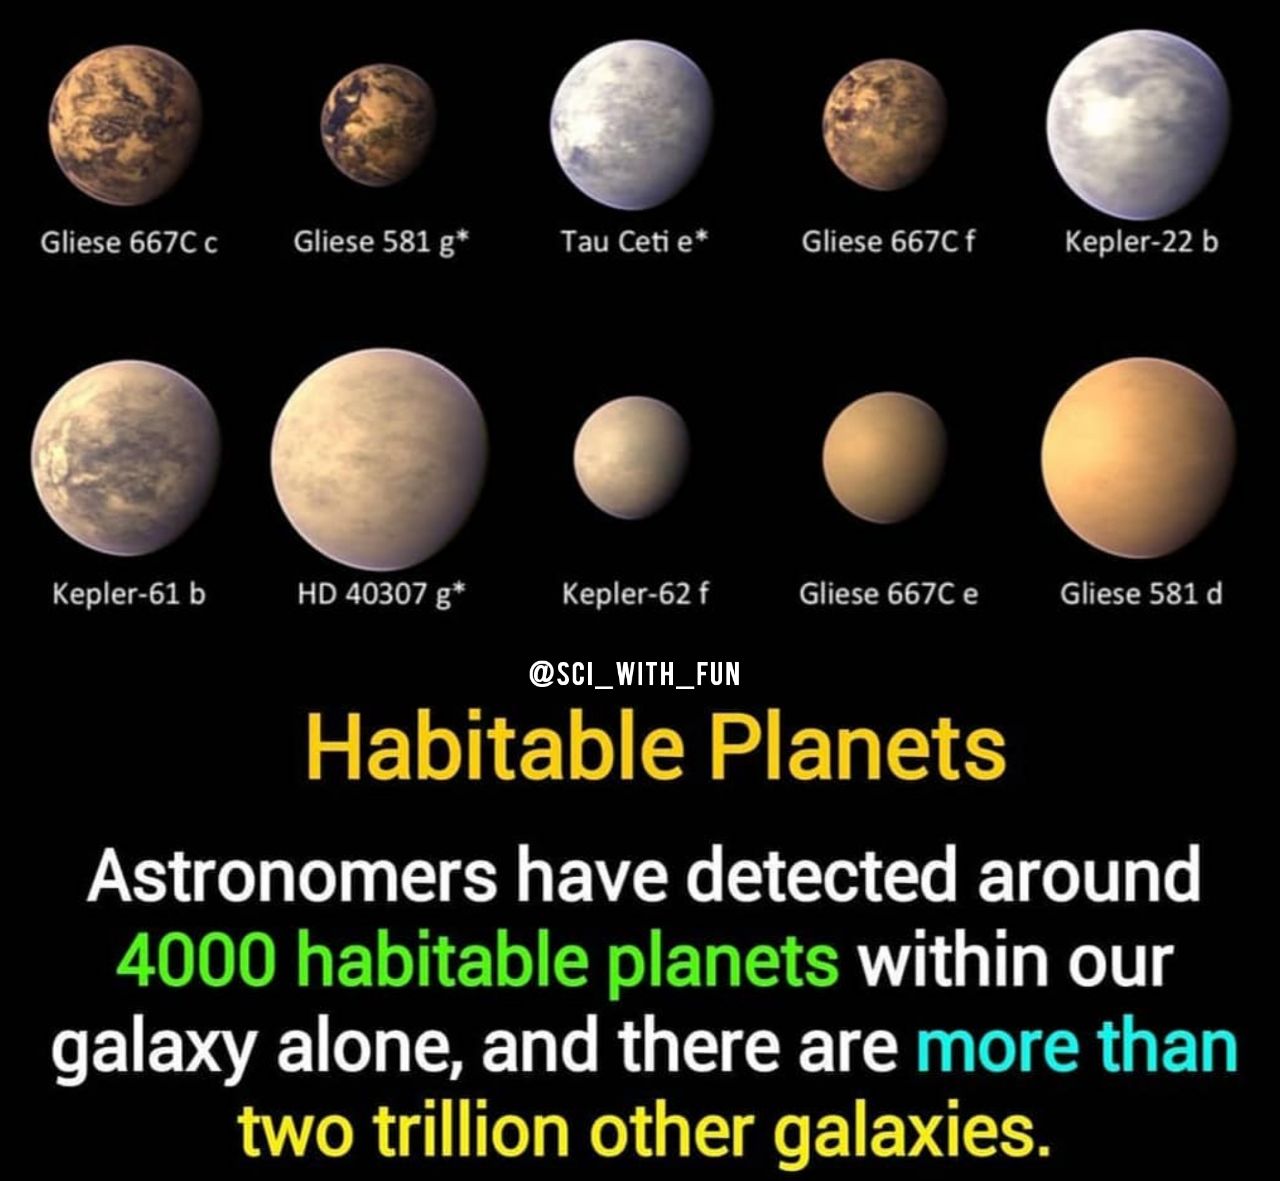 Gliese 667C c Gliese 581 g* Tau Ceti e* Gliese 667C f Kepler-22 b
Kepler-61 b HD 40307 g* Kepler-62 f Gliese 667C e Gliese 581 d
@SCI_WITH_FUN
Habitable Planets
Astronomers have detected around
4000 habitable planets within our
galaxy alone, and there are more than
two trillion other galaxies.